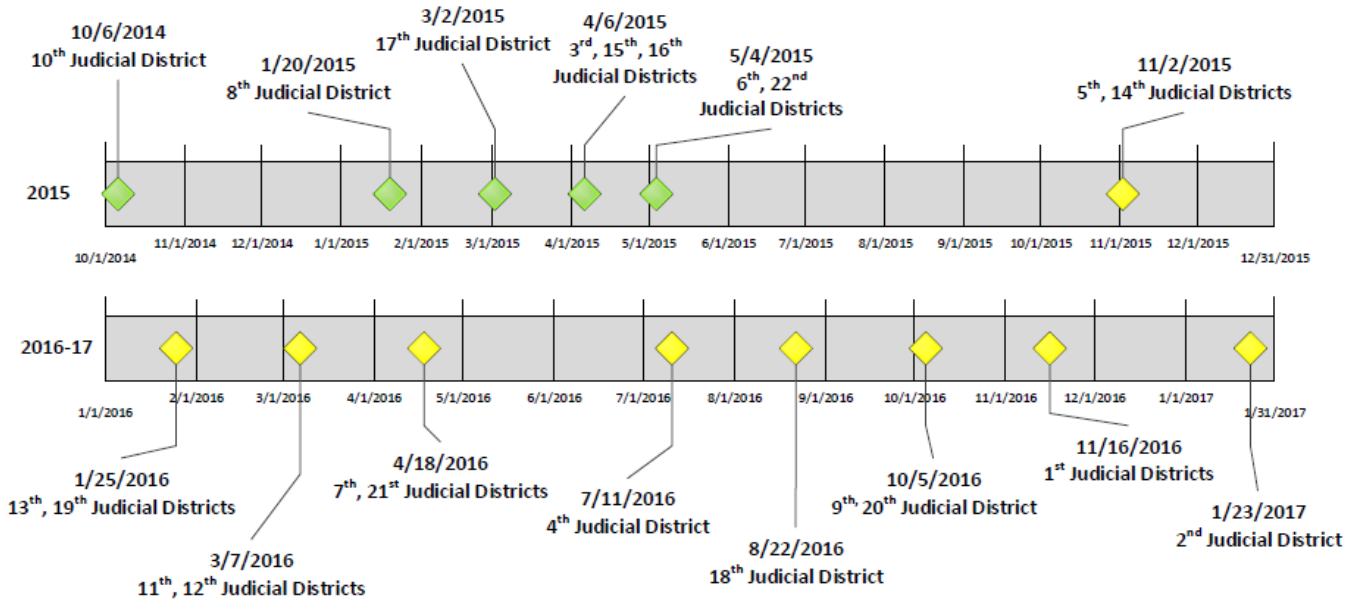 10/6/2014
10th Judicial District
1/20/2015
8th Judicial District
3/2/2015
17th Judicial District
4/6/2015
3rd, 15th, 16th
Judicial Districts
5/4/2015
6th, 22nd
Judicial Districts
11/2/2015
5th, 14th Judicial Districts
2015
10/1/2014
11/1/2014
12/1/2014
1/1/2015
2/1/2015
3/1/2015
4/1/2015
5/1/2015
6/1/2015
7/1/2015
8/1/2015
9/1/2015
10/1/2015
11/1/2015
12/1/2015
12/31/2015
2016-17
1/1/2016
2/1/2016
3/1/2016
4/1/2016
5/1/2016
6/1/2016
7/1/2016
8/1/2016
9/1/2016
10/1/2016
11/1/2016
12/1/2016
1/1/2017
1/31/2017
1/25/2016
13th, 19th Judicial Districts
3/7/2016
11th, 12th Judicial Districts
4/18/2016
7th, 21st Judicial Districts
7/11/2016
4th Judicial District
8/22/2016
18th Judicial District
10/5/2016
9th, 20th Judicial District
11/16/2016
1st Judicial Districts
1/23/2017
2nd Judicial District